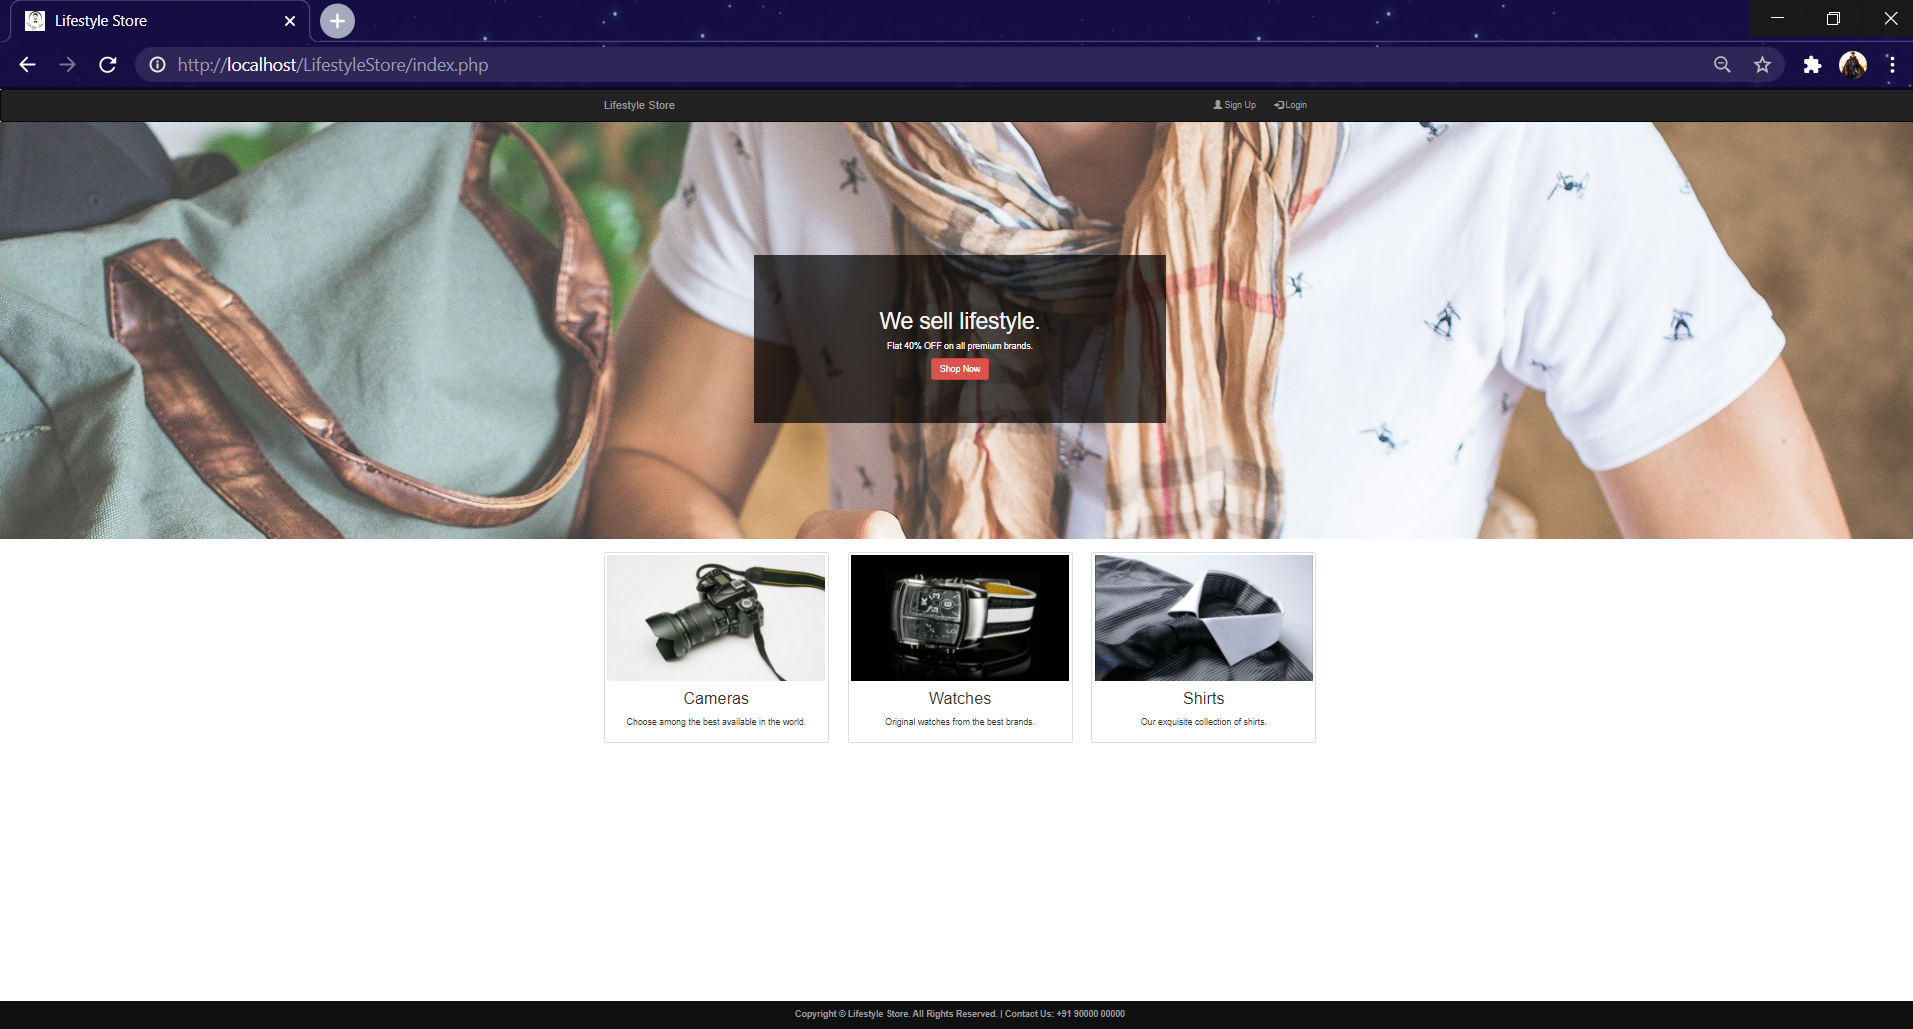 Lifestyle Store
http://localhost/LifestyleStore/index.php
Lifestyle Store
Sign Up
Login
We sell lifestyle.
Flat 40% OFF on all premium brands.
Shop Now
Cameras
Choose among the best available in the world.
Watches
Original watches from the best brands.
Shirts
Our exquisite collection of shirts.
Copyright © Lifestyle Store. All Rights Reserved. | Contact Us: +91 90000 00000